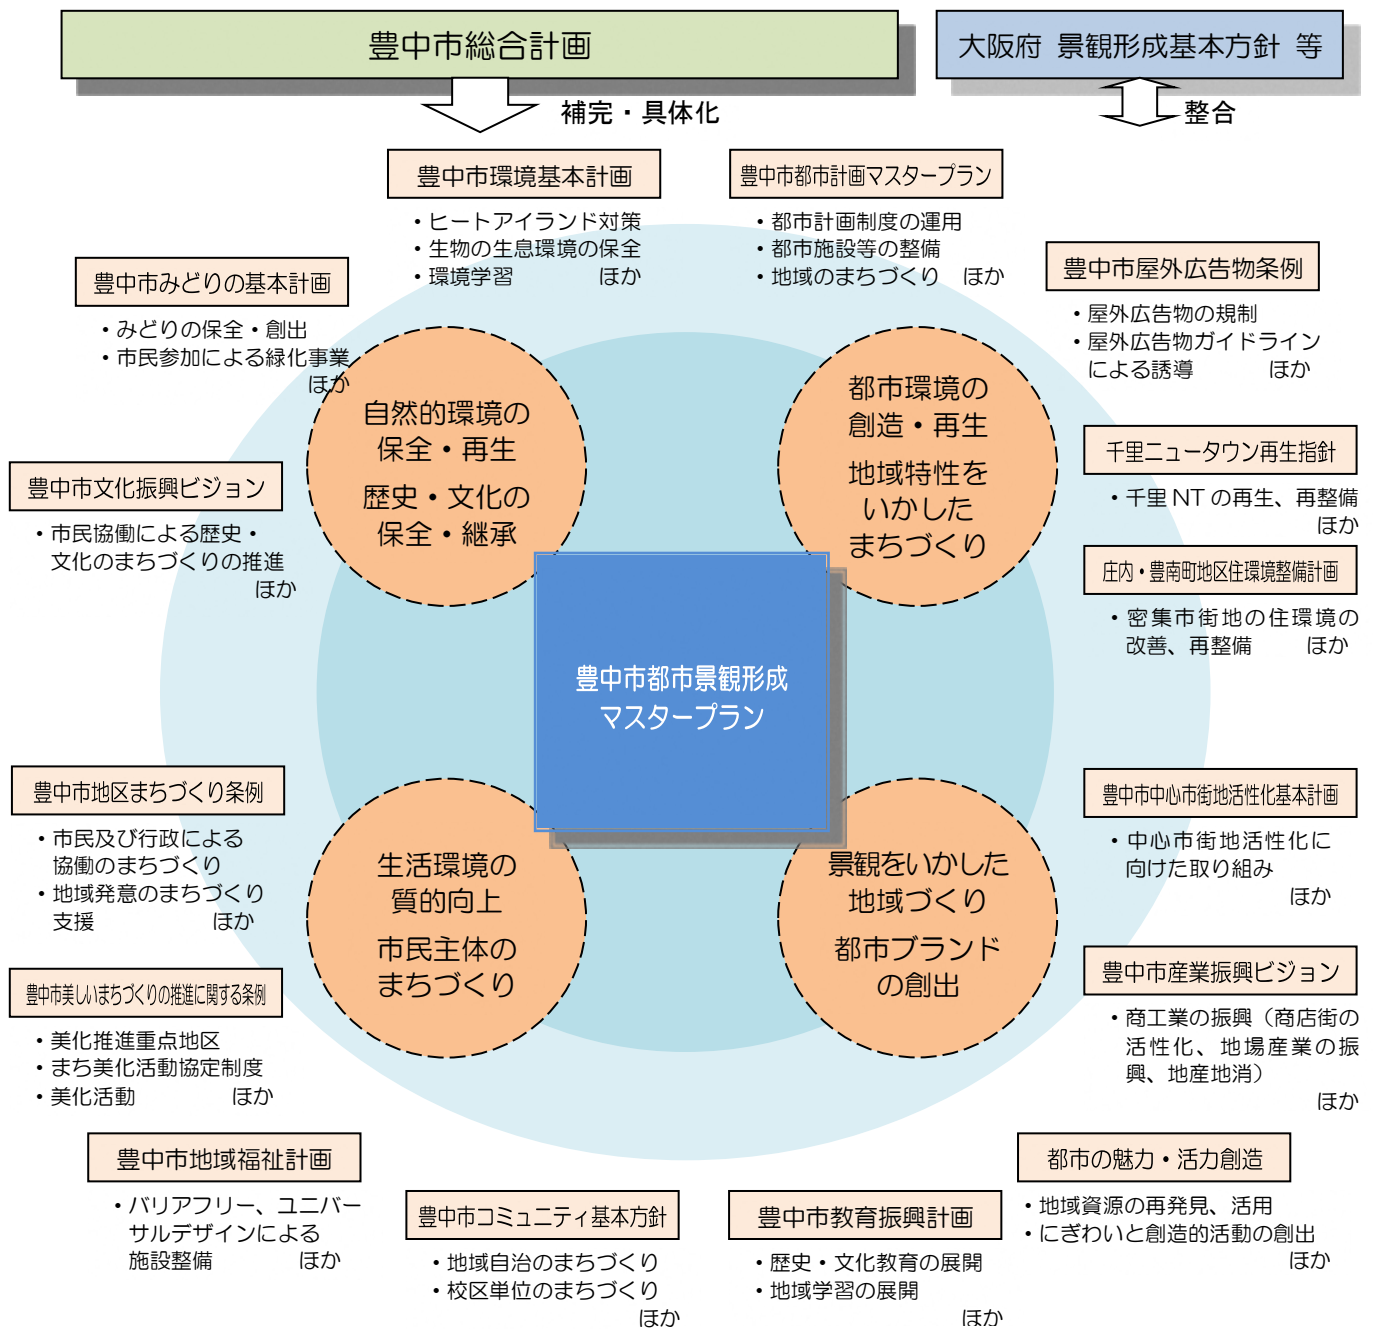 豊中市総合計画
大阪府 景観形成基本方針 等
補完・具体化
整合
豊中市環境基本計画
・ヒートアイランド対策
・生物の生息環境の保全
・環境学習 ほか
豊中市都市計画マスタープラン
・都市計画制度の運用
・都市施設等の整備
・地域のまちづくり ほか
豊中市みどりの基本計画
・みどりの保全・創出
・市民参加による緑化事業
ほか
豊中市屋外広告物条例
・屋外広告物の規制
・屋外広告物ガイドライン
による誘導 ほか
自然的環境の
保全・再生
歴史・文化の
保全・継承
都市環境の
創造・再生
地域特性を
いかした
まちづくり
豊中市文化振興ビジョン
・市民協働による歴史・
文化のまちづくりの推進
ほか
千里ニュータウン再生指針
・千里 NT の再生、再整備
ほか
庄内・豊南町地区住環境整備計画
・密集市街地の住環境の
改善、再整備 ほか
豊中市都市景観形成
マスタープラン
豊中市地区まちづくり条例
・市民及び行政による
協働のまちづくり
・地域発意のまちづくり
支援 ほか
豊中市中心市街地活性化基本計画
・中心市街地活性化に
向けた取り組み
ほか
生活環境の
質的向上
市民主体の
まちづくり
景観をいかした
地域づくり
都市ブランド
の創出
豊中市美しいまちづくりの推進に関する条例
・美化推進重点地区
・まち美化活動協定制度
・美化活動 ほか
豊中市産業振興ビジョン
・商工業の振興（商店街の
活性化、地場産業の振
興、地産地消）
ほか
豊中市地域福祉計画
・バリアフリー、ユニバー
サルデザインによる
施設整備 ほか
豊中市コミュニティ基本方針
・地域自治のまちづくり
・校区単位のまちづくり
ほか
豊中市教育振興計画
・歴史・文化教育の展開
・地域学習の展開
ほか
都市の魅力・活力創造
・地域資源の再発見、活用
・にぎわいと創造的活動の創出
ほか